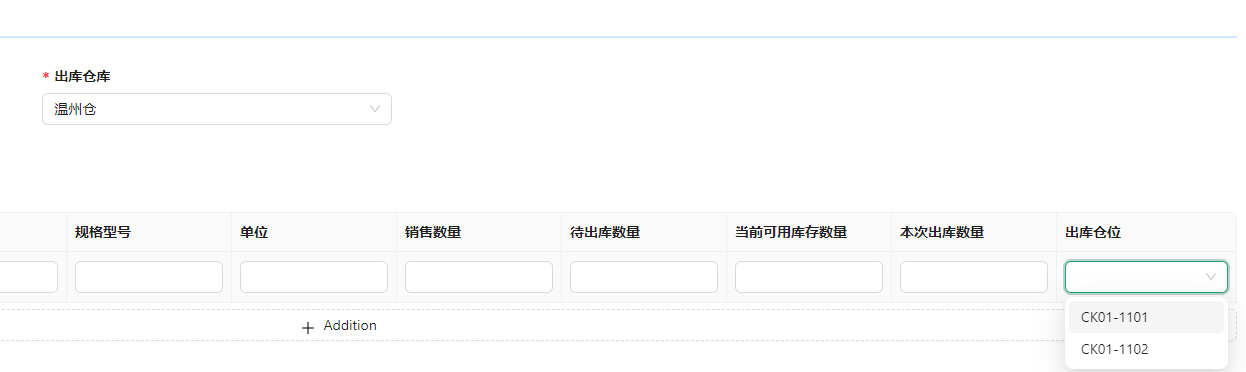 * 出库仓库
温州仓
规格型号 单位 销售数量 待出库数量 当前可用库存数量 本次出库数量 出库仓位
+ Addition
CK01-1101
CK01-1102